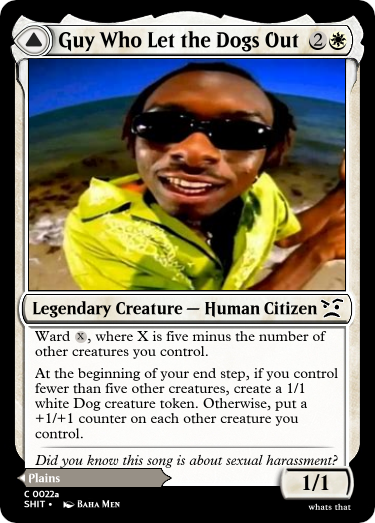 Guy Who Let the Dogs Out 2
Legendary Creature — Human Citizen
Ward X, where X is five minus the number of
other creatures you control.
At the beginning of your end step, if you control
fewer than five other creatures, create a 1/1
white Dog creature token. Otherwise, put a
+1/+1 counter on each other creature you
control.
Did you know this song is about sexual harassment?
Plains
1/1
C 0022a
SHIT • Baha Men
whats that